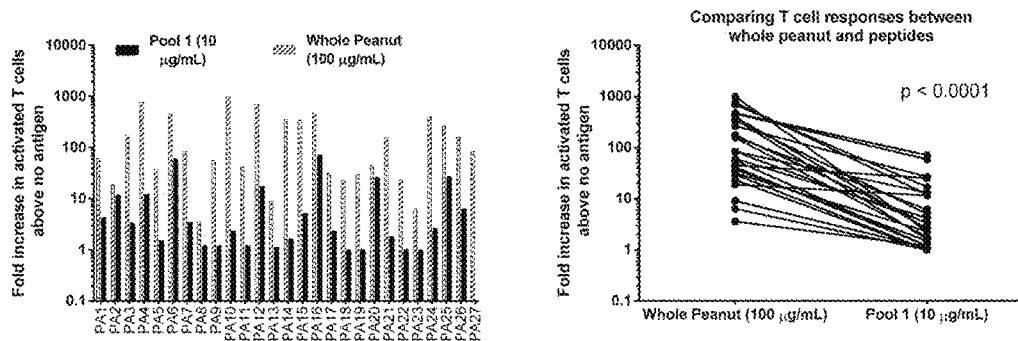 Fold increase in activated T cells
above no antigen
10000
1000
100
10
1
0.1
Pool 1 (10
µg/mL)
Whole Peanut
(100 µg/mL)
PA1
PA2
PA3
PA4
PA5
PA6
PA7
PA8
PA9
PA10
PA11
PA12
PA13
PA14
PA15
PA16
PA17
PA18
PA19
PA20
PA21
PA22
PA23
PA24
PA25
PA26
PA27
Comparing T cell responses between
whole peanut and peptides
Fold increase in activated T cells
above no antigen
10000
1000
100
10
1
0.1
p < 0.0001
Whole Peanut (100 µg/mL)
Pool 1 (10 µg/mL)